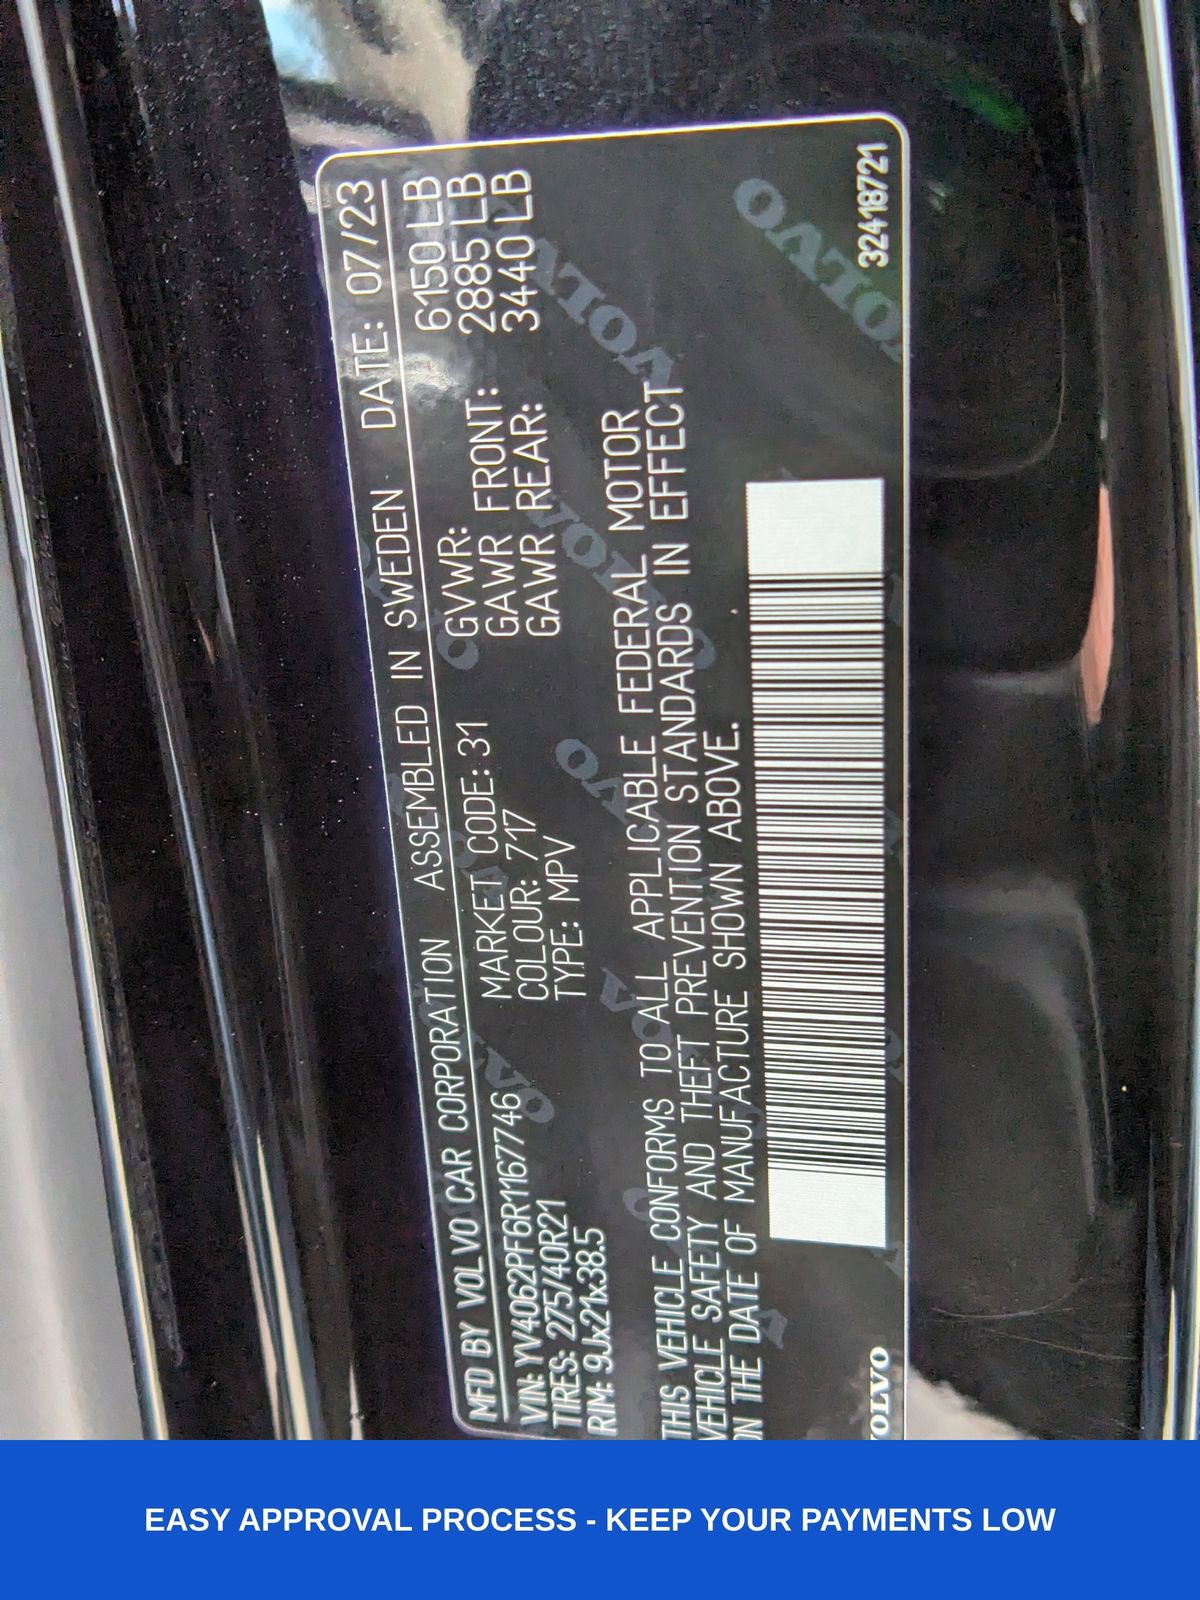 MFD BY VOLVO CAR CORPORATION ASSEMBLED IN SWEDEN DATE: 07/23
VIN: YV4062PF6R1167746
TIRES: 275/40R21
RIM: 9Jx21x38.5
MARKET CODE: 31
COLOUR: 717
TYPE: MPV
GVWR: 6150 LB
GAWR FRONT: 2885 LB
GAWR REAR: 3440 LB
THIS VEHICLE CONFORMS TO ALL APPLICABLE FEDERAL MOTOR
VEHICLE SAFETY AND THEFT PREVENTION STANDARDS IN EFFECT
ON THE DATE OF MANUFACTURE SHOWN ABOVE.
VOLVO
32418721
EASY APPROVAL PROCESS - KEEP YOUR PAYMENTS LOW